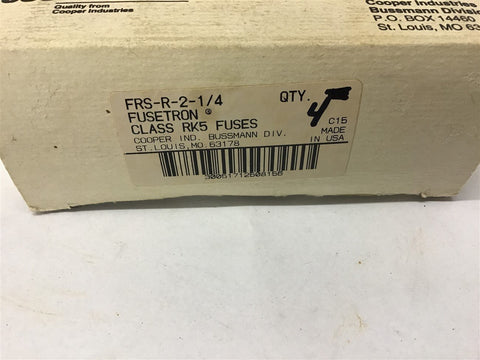 Quality from
Cooper Industries
Cooper Industries
Bussmann Division
P.O. BOX 14460
St. Louis, MO
FRS-R-2-1/4
QTY. 4
FUSETRON®
C15
CLASS RK5 FUSES
MADE
COOPER IND. BUSSMANN DIV.
IN USA
ST.LOUIS,MO.63178